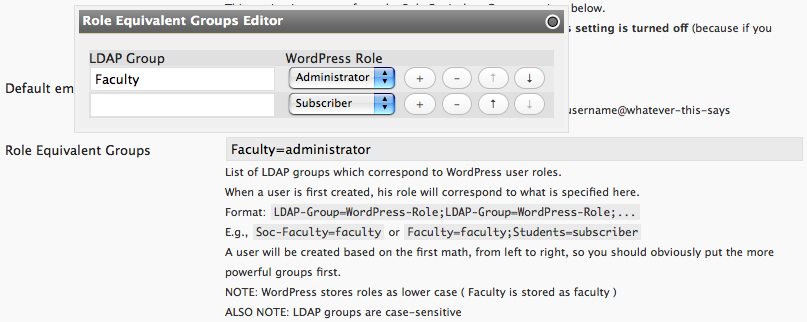 This setting is ... below.
Role Equivalent Groups Editor
s setting is turned off (because if you
LDAP Group WordPress Role
Faculty Administrator + - ↑ ↓
Default em
Subscriber + - ↑ ↓
username@whatever-this-says
Role Equivalent Groups Faculty=administrator
List of LDAP groups which correspond to WordPress user roles.
When a user is first created, his role will correspond to what is specified here.
Format: LDAP-Group=WordPress-Role;LDAP-Group=WordPress-Role;...
E.g., Soc-Faculty=faculty or Faculty=faculty;Students=subscriber
A user will be created based on the first math, from left to right, so you should obviously put the more
powerful groups first.
NOTE: WordPress stores roles as lower case ( Faculty is stored as faculty )
ALSO NOTE: LDAP groups are case-sensitive